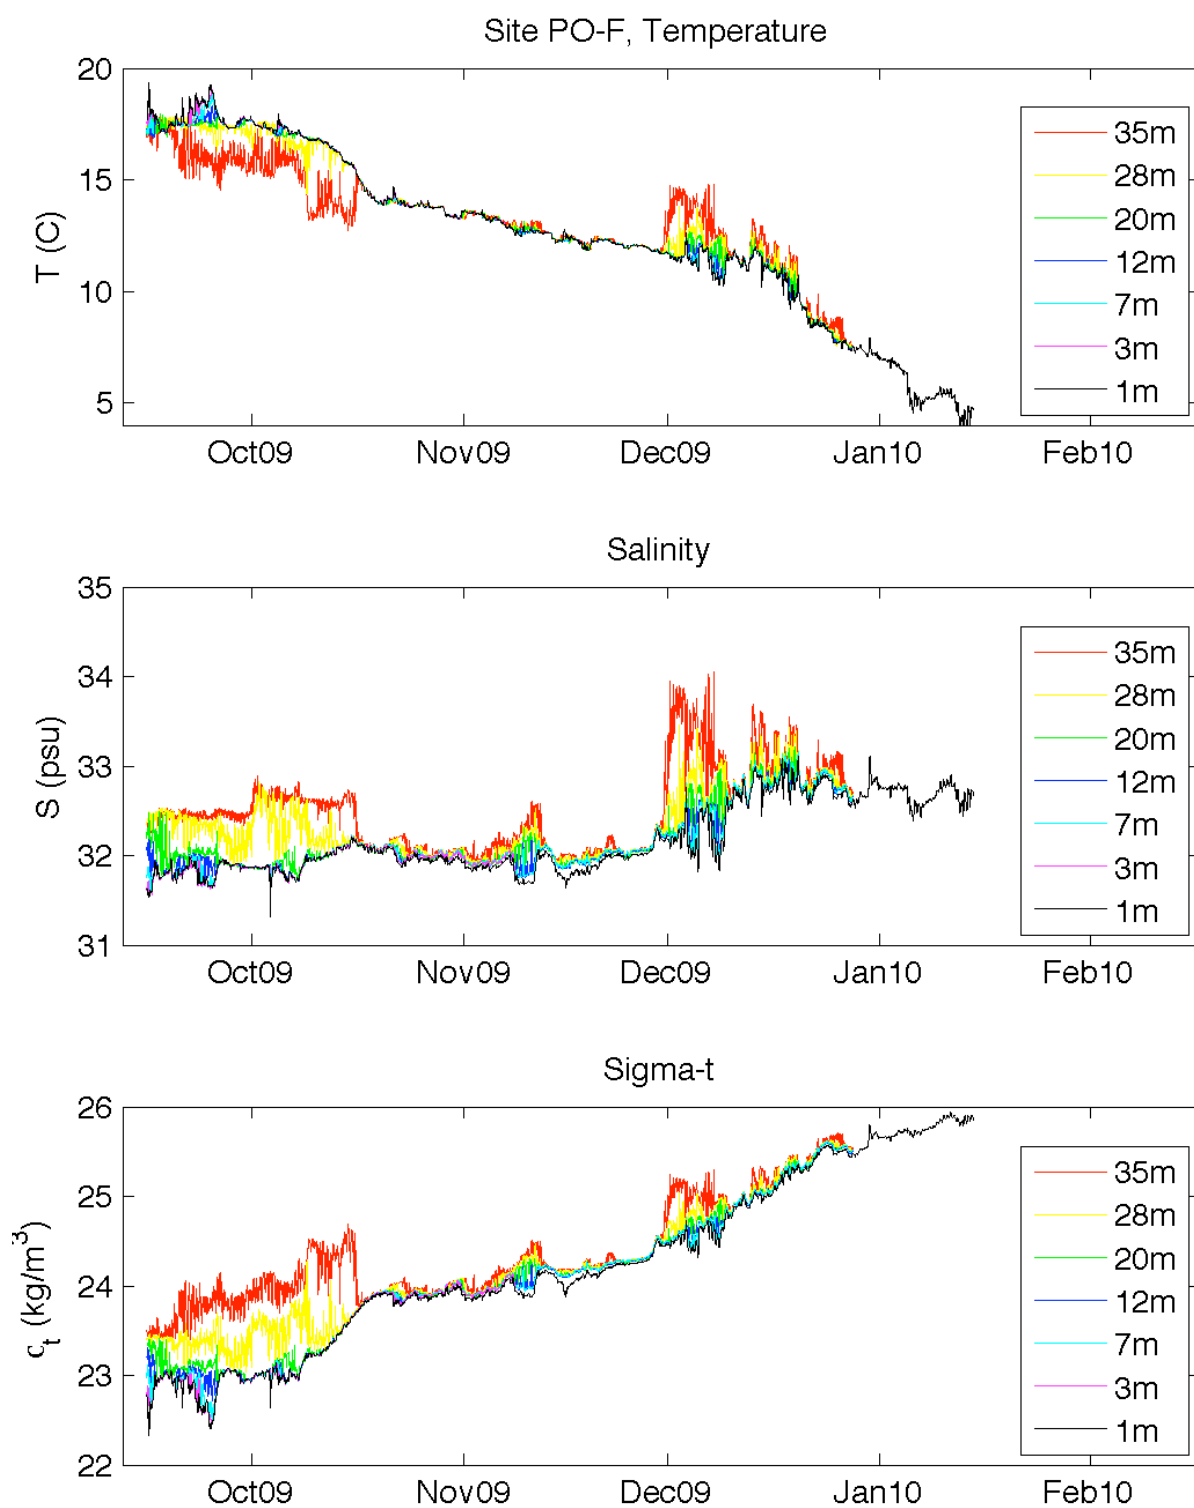 Site PO-F, Temperature
20
15
10
5
T (C)
35m
28m
20m
12m
7m
3m
1m
Oct09 Nov09 Dec09 Jan10 Feb10
Salinity
35
34
33
32
31
S (psu)
35m
28m
20m
12m
7m
3m
1m
Oct09 Nov09 Dec09 Jan10 Feb10
Sigma-t
26
25
24
23
22
c_t (kg/m³)
35m
28m
20m
12m
7m
3m
1m
Oct09 Nov09 Dec09 Jan10 Feb10